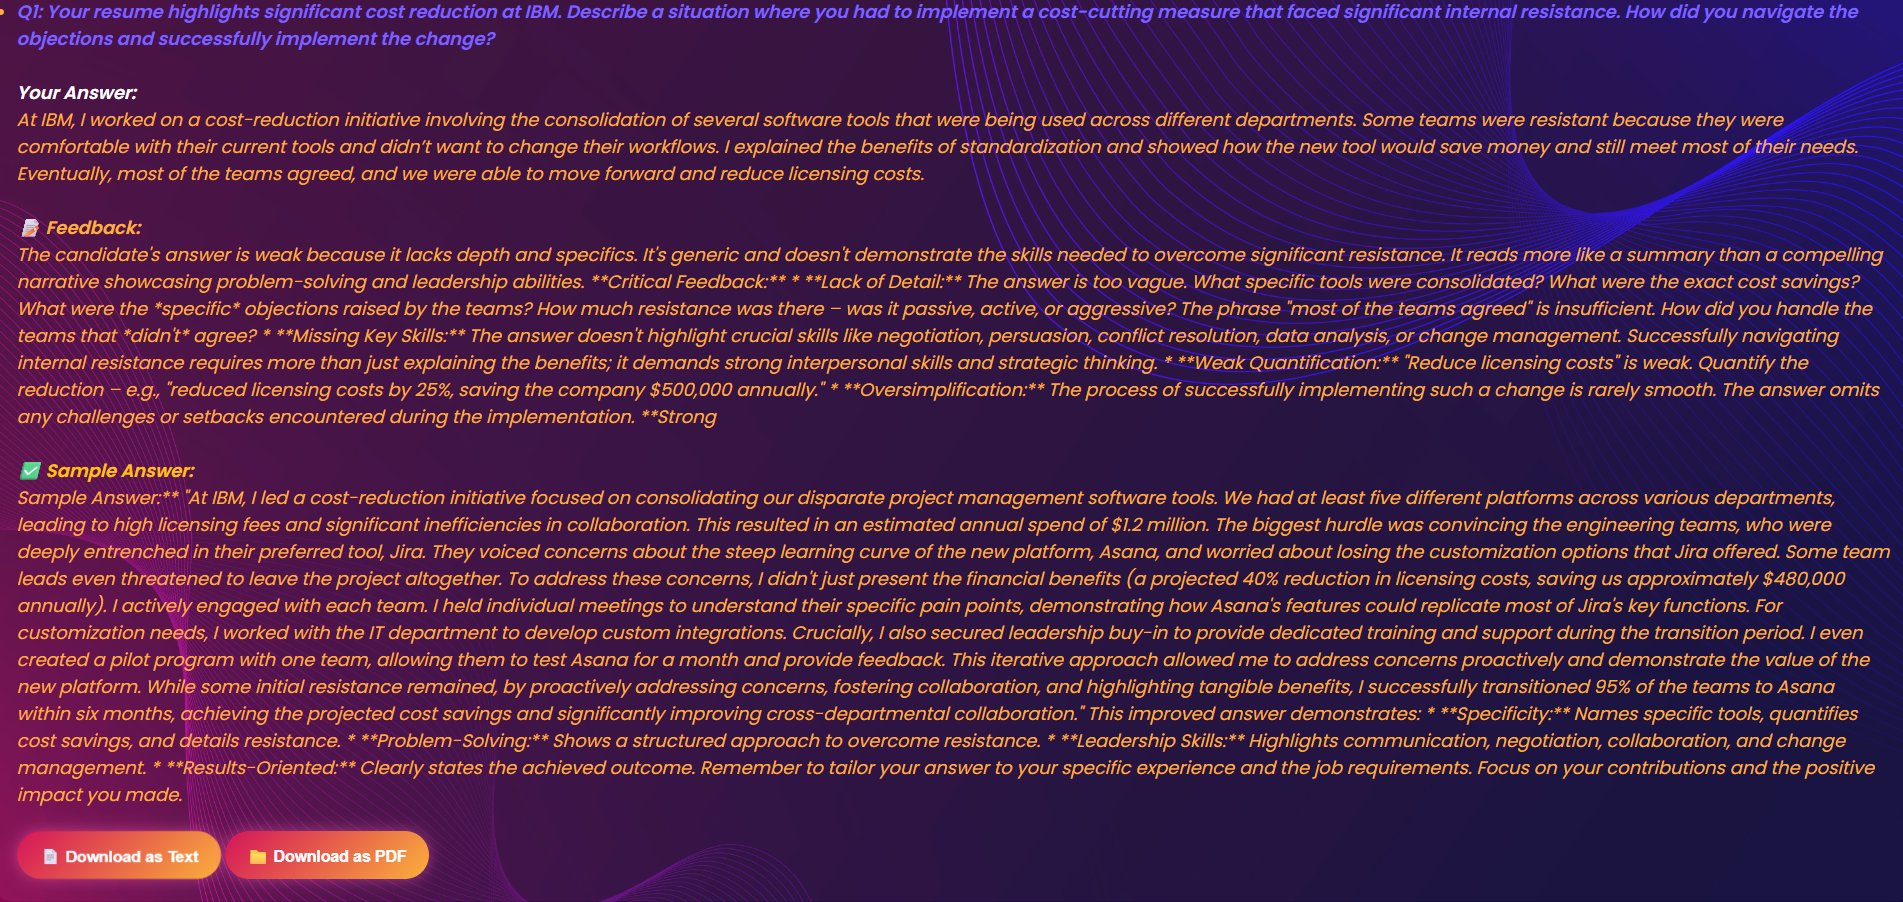 Q1: Your resume highlights significant cost reduction at IBM. Describe a situation where you had to implement a cost-cutting measure that faced significant internal resistance. How did you navigate the
objections and successfully implement the change?
Your Answer:
At IBM, I worked on a cost-reduction initiative involving the consolidation of several software tools that were being used across different departments. Some teams were resistant because they were
comfortable with their current tools and didn’t want to change their workflows. I explained the benefits of standardization and showed how the new tool would save money and still meet most of their needs.
Eventually, most of the teams agreed, and we were able to move forward and reduce licensing costs.
📝 Feedback:
The candidate's answer is weak because it lacks depth and specifics. It's generic and doesn't demonstrate the skills needed to overcome significant resistance. It reads more like a summary than a compelling
narrative showcasing problem-solving and leadership abilities. **Critical Feedback:** * **Lack of Detail:** The answer is too vague. What specific tools were consolidated? What were the exact cost savings?
What were the *specific* objections raised by the teams? How much resistance was there – was it passive, active, or aggressive? The phrase "most of the teams agreed" is insufficient. How did you handle the
teams that *didn't* agree? * **Missing Key Skills:** The answer doesn't highlight crucial skills like negotiation, persuasion, conflict resolution, data analysis, or change management. Successfully navigating
internal resistance requires more than just explaining the benefits; it demands strong interpersonal skills and strategic thinking. * **Weak Quantification:** "Reduce licensing costs" is weak. Quantify the
reduction – e.g., "reduced licensing costs by 25%, saving the company $500,000 annually." * **Oversimplification:** The process of successfully implementing such a change is rarely smooth. The answer omits
any challenges or setbacks encountered during the implementation. **Strong
✅ Sample Answer:
Sample Answer:** "At IBM, I led a cost-reduction initiative focused on consolidating our disparate project management software tools. We had at least five different platforms across various departments,
leading to high licensing fees and significant inefficiencies in collaboration. This resulted in an estimated annual spend of $1.2 million. The biggest hurdle was convincing the engineering teams, who were
deeply entrenched in their preferred tool, Jira. They voiced concerns about the steep learning curve of the new platform, Asana, and worried about losing the customization options that Jira offered. Some team
leads even threatened to leave the project altogether. To address these concerns, I didn't just present the financial benefits (a projected 40% reduction in licensing costs, saving us approximately $480,000
annually). I actively engaged with each team. I held individual meetings to understand their specific pain points, demonstrating how Asana's features could replicate most of Jira's key functions. For
customization needs, I worked with the IT department to develop custom integrations. Crucially, I also secured leadership buy-in to provide dedicated training and support during the transition period. I even
created a pilot program with one team, allowing them to test Asana for a month and provide feedback. This iterative approach allowed me to address concerns proactively and demonstrate the value of the
new platform. While some initial resistance remained, by proactively addressing concerns, fostering collaboration, and highlighting tangible benefits, I successfully transitioned 95% of the teams to Asana
within six months, achieving the projected cost savings and significantly improving cross-departmental collaboration." This improved answer demonstrates: * **Specificity:** Names specific tools, quantifies
cost savings, and details resistance. * **Problem-Solving:** Shows a structured approach to overcome resistance. * **Leadership Skills:** Highlights communication, negotiation, collaboration, and change
management. * **Results-Oriented:** Clearly states the achieved outcome. Remember to tailor your answer to your specific experience and the job requirements. Focus on your contributions and the positive
impact you made.
📄 Download as Text 📁 Download as PDF